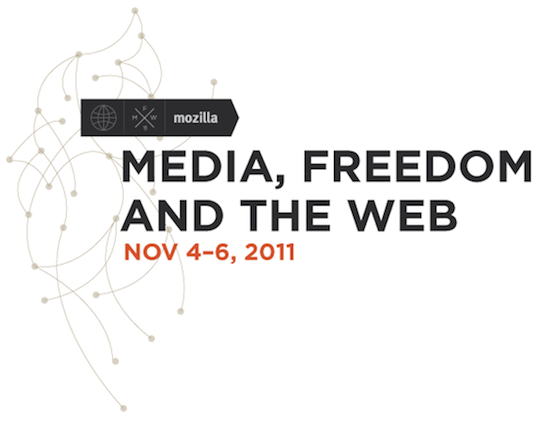 F
M W
B
mozilla
MEDIA, FREEDOM
AND THE WEB
NOV 4–6, 2011